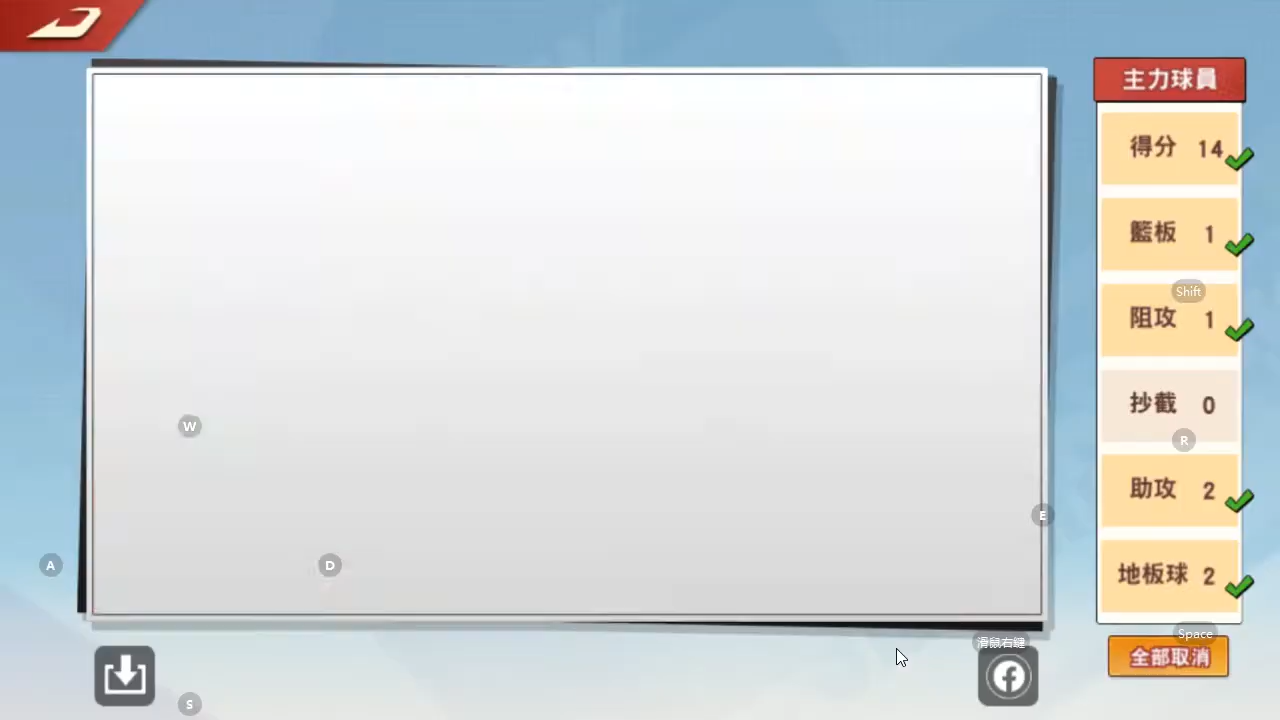 主力球員
得分 14
籃板 1
Shift
阻攻 1
抄截 0
R
助攻 2
地板球 2
Space
全部取消
W
A
D
S
E
滑鼠右鍵